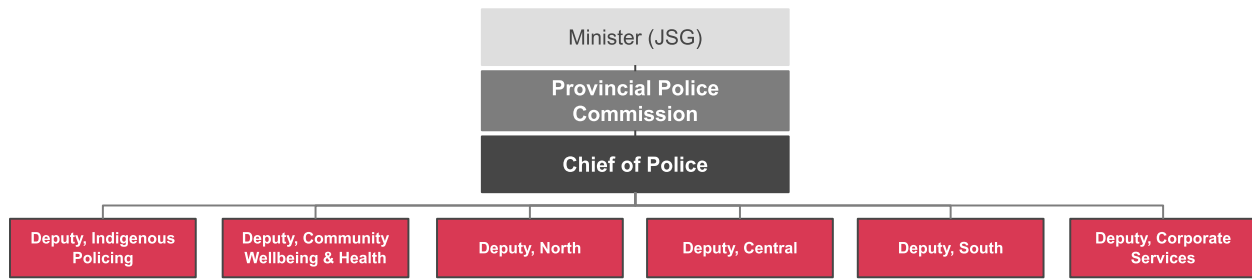 Minister (JSG)
Provincial Police
Commission
Chief of Police
Deputy, Indigenous
Policing
Deputy, Community
Wellbeing & Health
Deputy, North
Deputy, Central
Deputy, South
Deputy, Corporate
Services